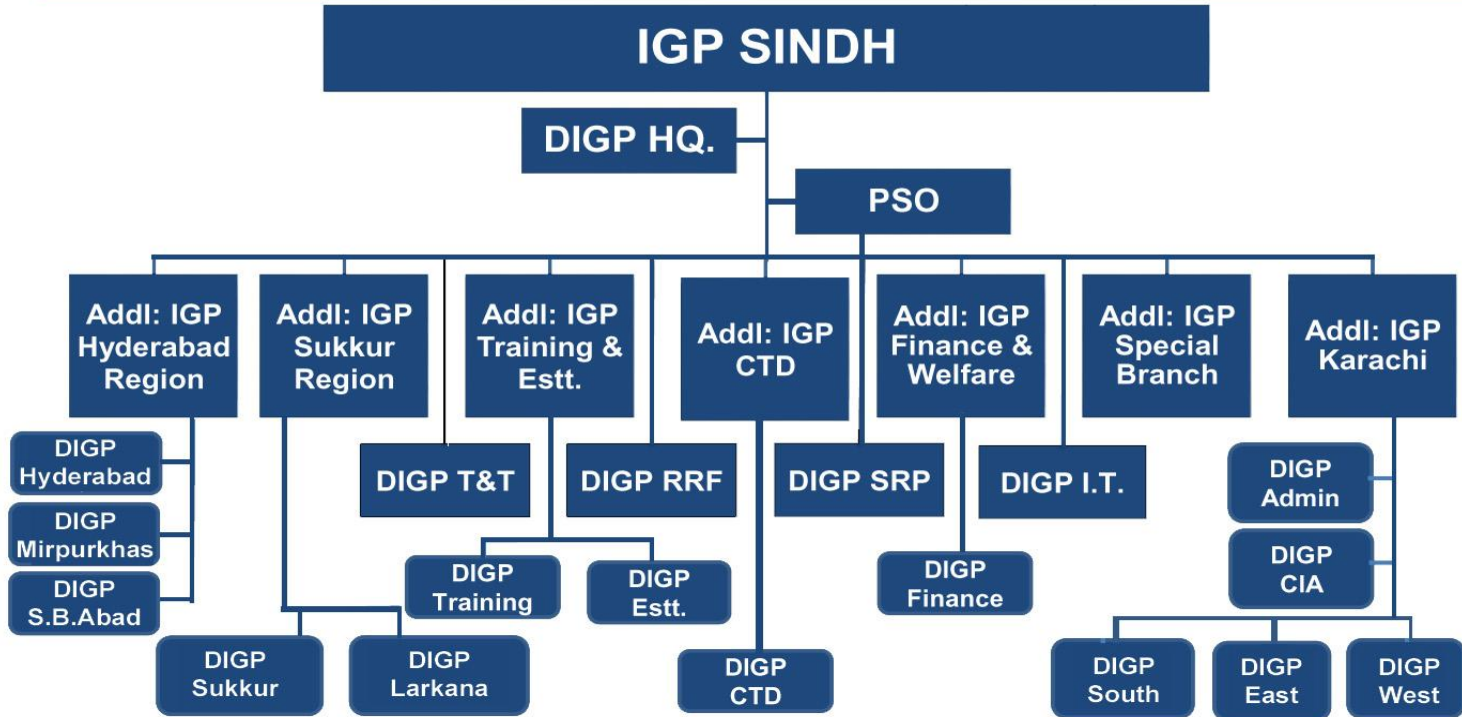 IGP SINDH
DIGP HQ.
PSO
Addl: IGP
Hyderabad
Region
Addl: IGP
Sukkur
Region
Addl: IGP
Training &
Estt.
Addl: IGP
CTD
Addl: IGP
Finance &
Welfare
Addl: IGP
Special
Branch
Addl: IGP
Karachi
DIGP
Hyderabad
DIGP
Mirpurkhas
DIGP
S.B.Abad
DIGP T&T
DIGP RRF
DIGP SRP
DIGP I.T.
DIGP
Admin
DIGP
CIA
DIGP
Training
DIGP
Estt.
DIGP
Finance
DIGP
Sukkur
DIGP
Larkana
DIGP
CTD
DIGP
South
DIGP
East
DIGP
West